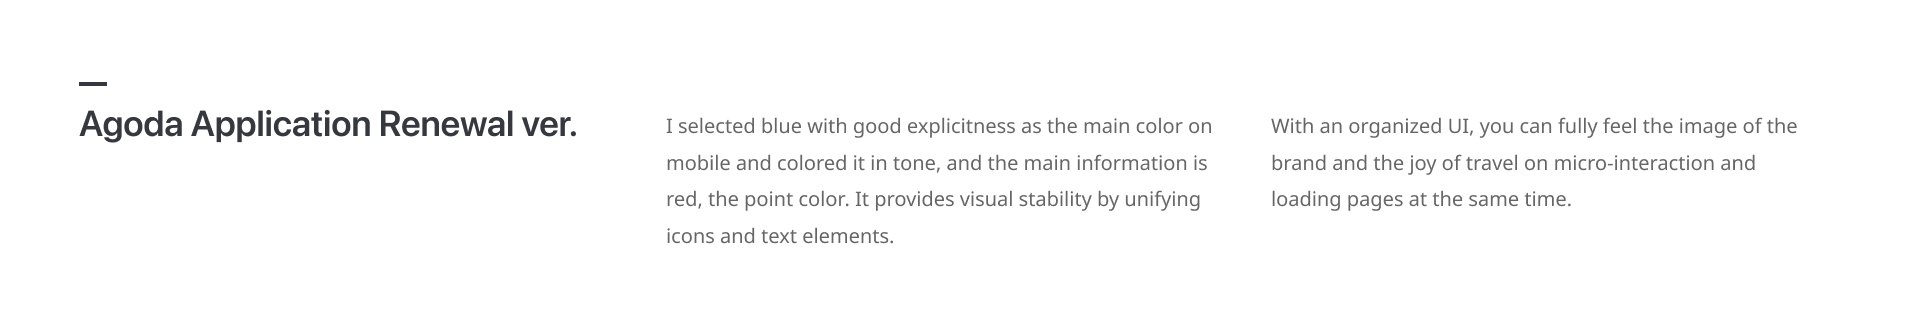 Agoda Application Renewal ver.
I selected blue with good explicitness as the main color on
mobile and colored it in tone, and the main information is
red, the point color. It provides visual stability by unifying
icons and text elements.
With an organized UI, you can fully feel the image of the
brand and the joy of travel on micro-interaction and
loading pages at the same time.